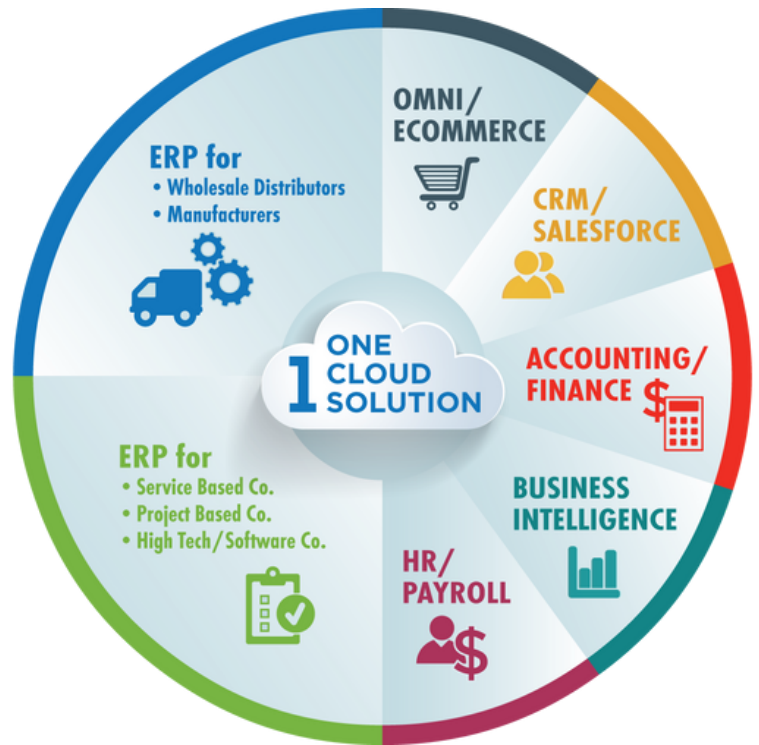 OMNI/
ECOMMERCE
CRM/
SALESFORCE
ACCOUNTING/
FINANCE
BUSINESS
INTELLIGENCE
HR/
PAYROLL
ERP for
• Service Based Co.
• Project Based Co.
• High Tech/Software Co.
ERP for
• Wholesale Distributors
• Manufacturers
1 ONE
CLOUD
SOLUTION